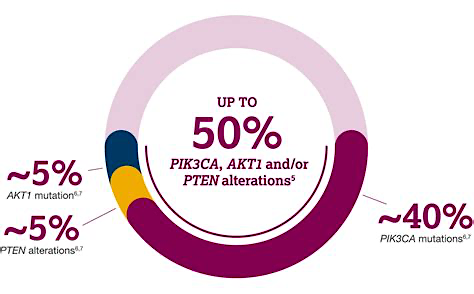 UP TO
50%
PIK3CA, AKT1 and/or
PTEN alterations⁵
~5%
AKT1 mutation⁶,⁷
~5%
PTEN alterations⁶,⁷
~40%
PIK3CA mutations⁶,⁷